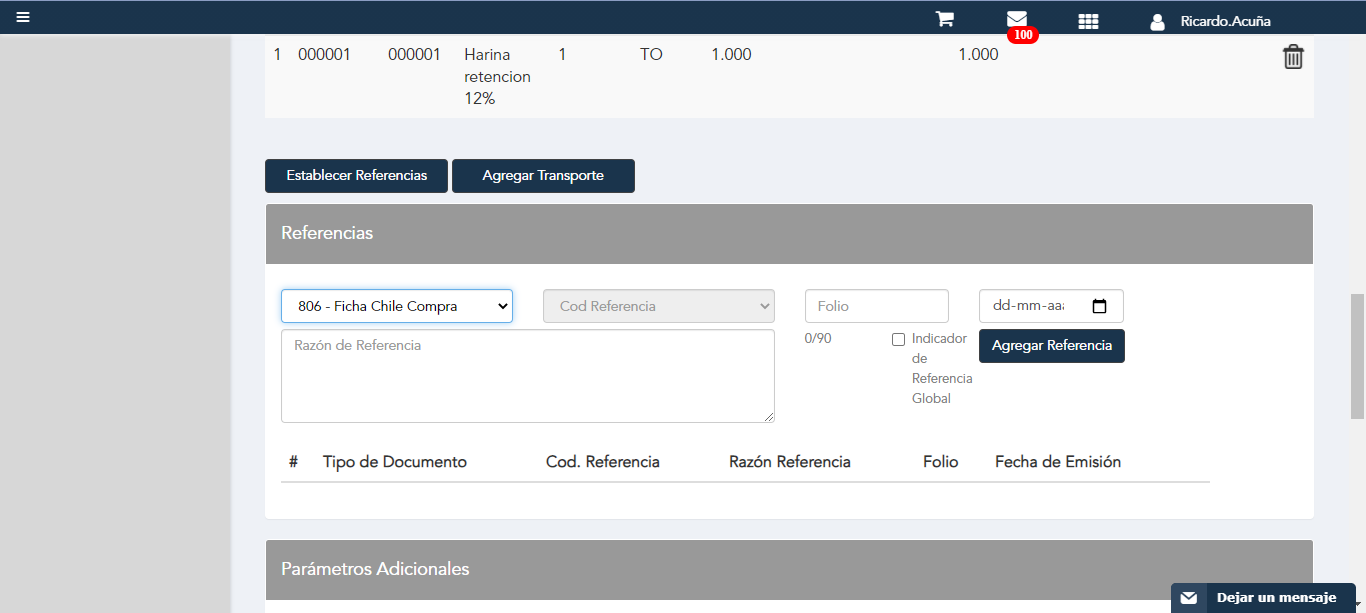 Ricardo.Acuña
100
1 000001 000001 Harina 1 TO 1.000 1.000
retencion
12%
Establecer Referencias Agregar Transporte
Referencias
806 - Ficha Chile Compra Cod Referencia Folio dd-mm-aaa
Razón de Referencia 0/90 Indicador Agregar Referencia
de
Referencia
Global
# Tipo de Documento Cod. Referencia Razón Referencia Folio Fecha de Emisión
Parámetros Adicionales
Dejar un mensaje